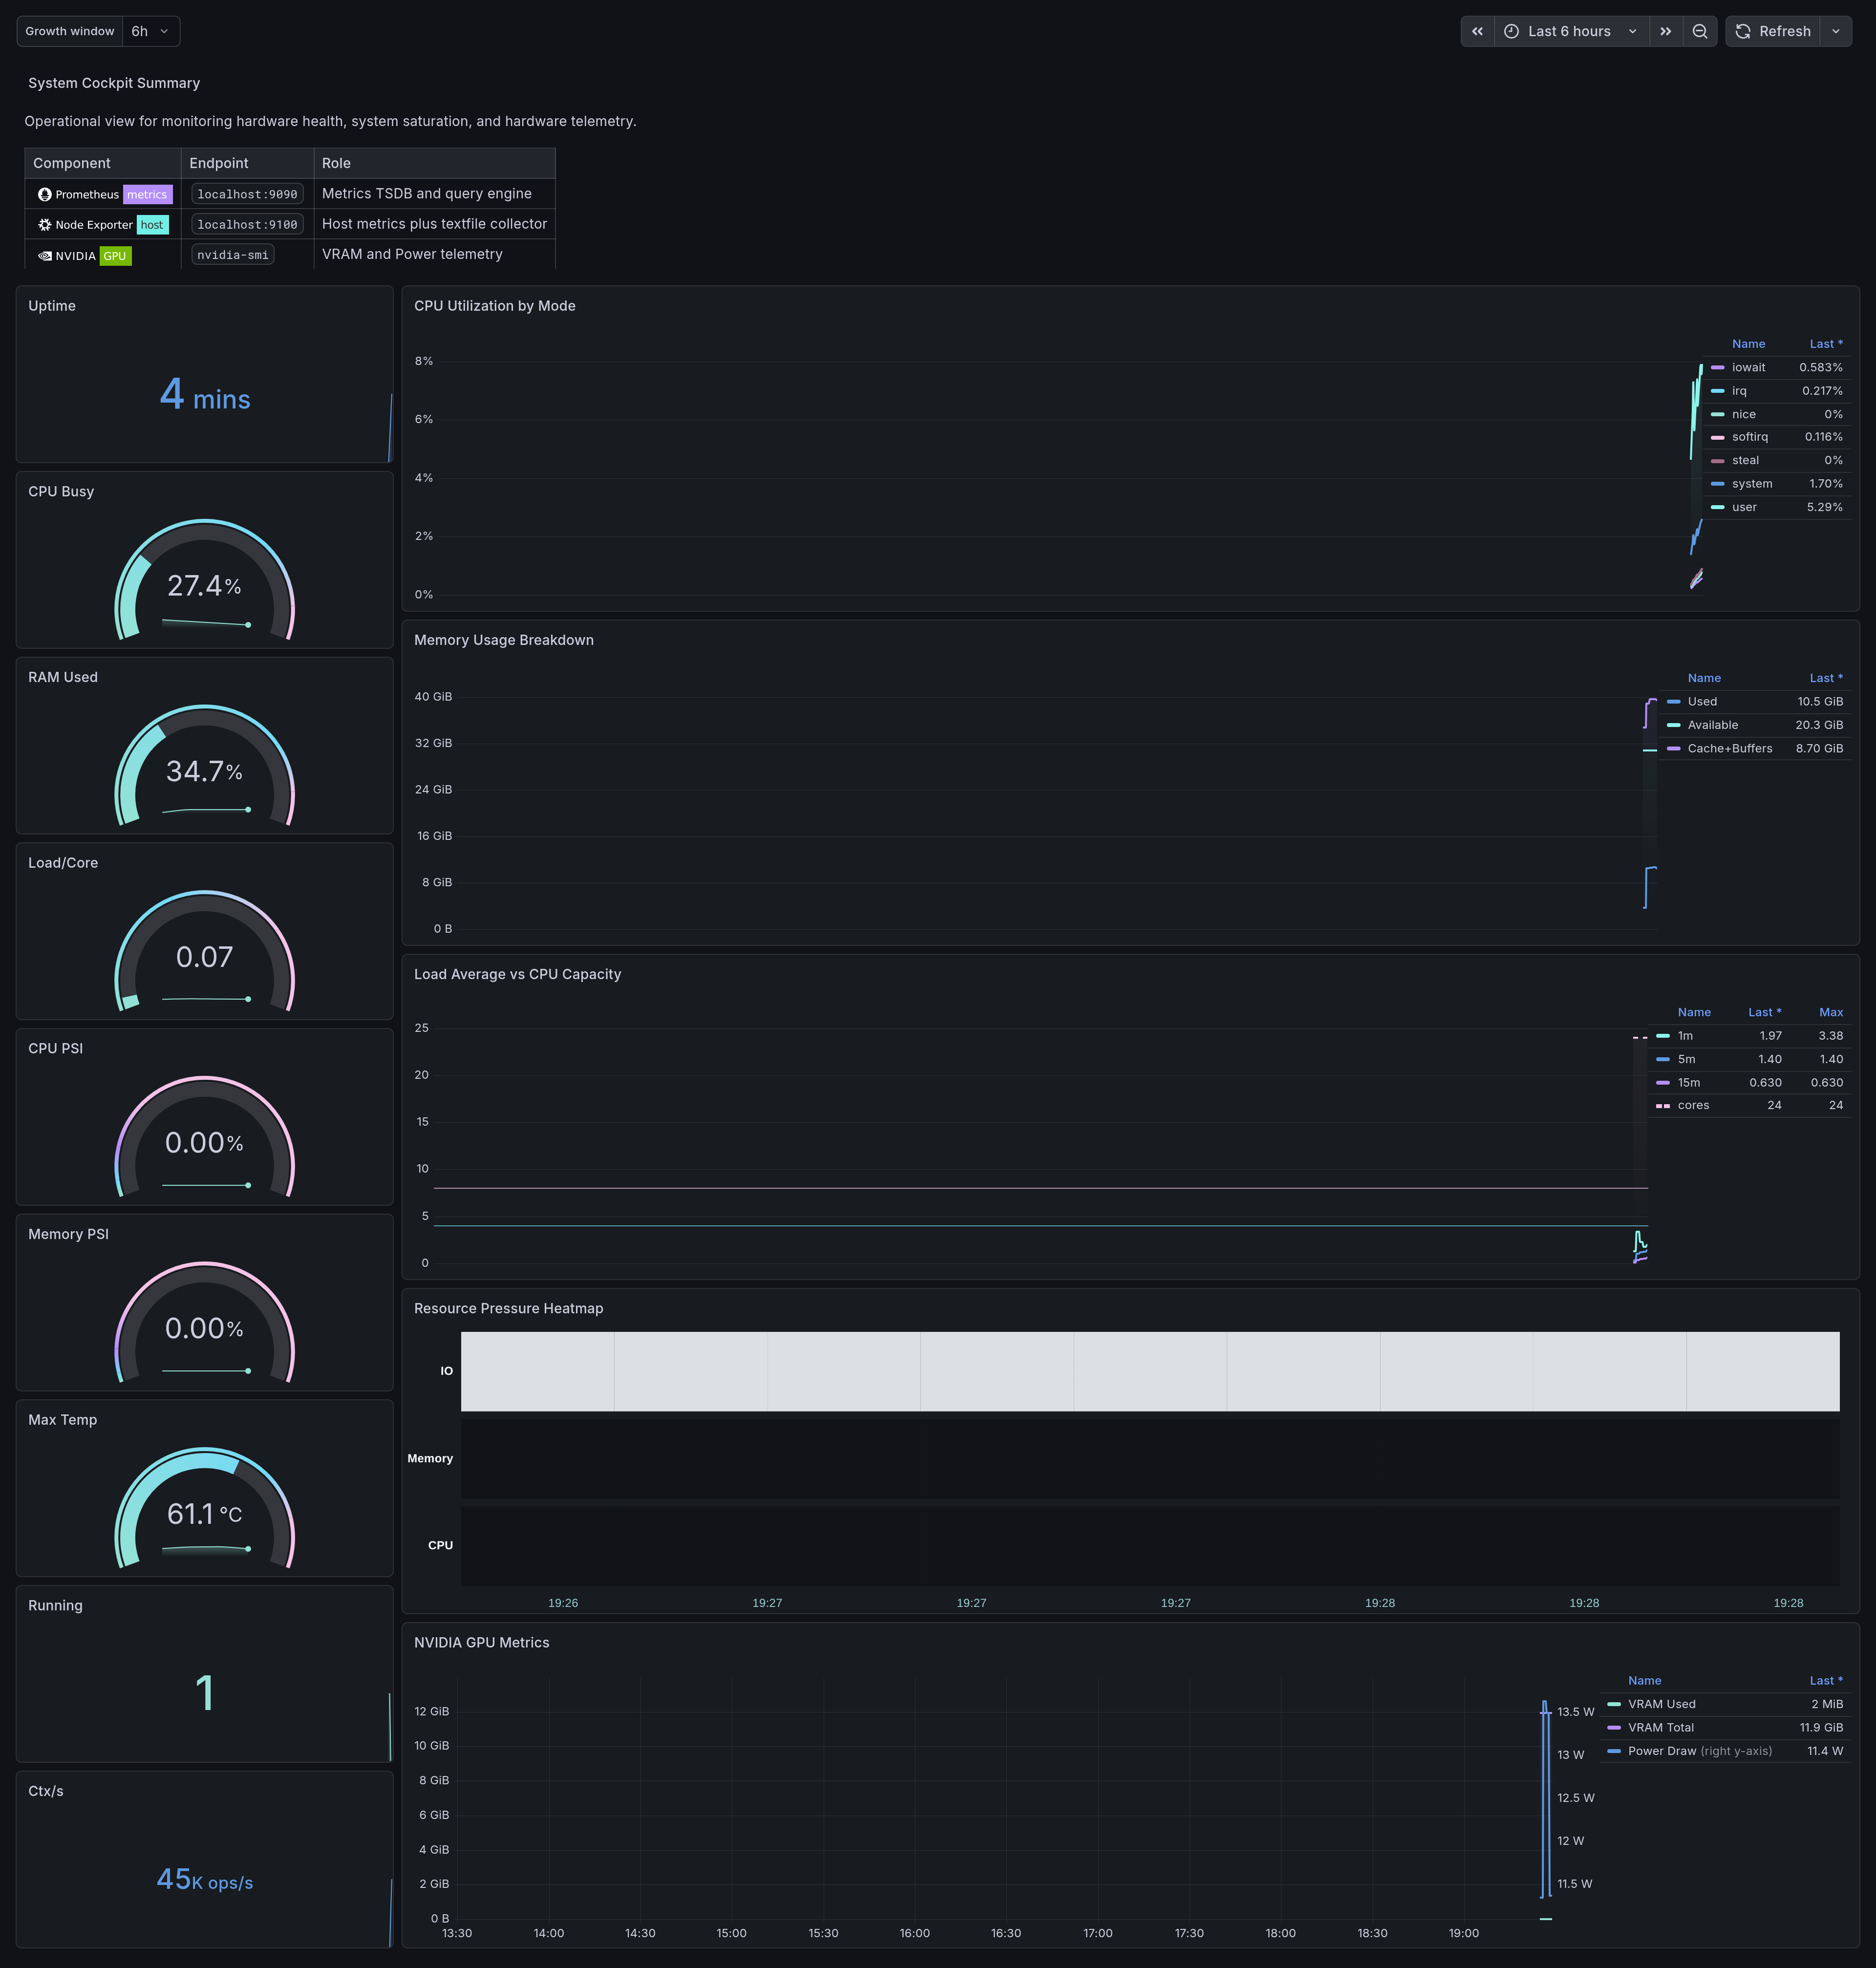 Growth window 6h
Last 6 hours
Refresh
System Cockpit Summary
Operational view for monitoring hardware health, system saturation, and hardware telemetry.
Component Endpoint Role
Prometheus metrics localhost:9090 Metrics TSDB and query engine
Node Exporter host localhost:9100 Host metrics plus textfile collector
NVIDIA GPU nvidia-smi VRAM and Power telemetry
Uptime
4 mins
CPU Busy
27.4%
RAM Used
34.7%
Load/Core
0.07
CPU PSI
0.00%
Memory PSI
0.00%
Max Temp
61.1 °C
Running
1
Ctx/s
45K ops/s
CPU Utilization by Mode
8%
6%
4%
2%
0%
Name Last *
iowait 0.583%
irq 0.217%
nice 0%
softirq 0.116%
steal 0%
system 1.70%
user 5.29%
Memory Usage Breakdown
40 GiB
32 GiB
24 GiB
16 GiB
8 GiB
0 B
Name Last *
Used 10.5 GiB
Available 20.3 GiB
Cache+Buffers 8.70 GiB
Load Average vs CPU Capacity
25
20
15
10
5
0
Name Last * Max
1m 1.97 3.38
5m 1.40 1.40
15m 0.630 0.630
cores 24 24
Resource Pressure Heatmap
IO
Memory
CPU
19:26 19:27 19:27 19:27 19:28 19:28 19:28
NVIDIA GPU Metrics
12 GiB
10 GiB
8 GiB
6 GiB
4 GiB
2 GiB
0 B
13.5 W
13 W
12.5 W
12 W
11.5 W
13:30 14:00 14:30 15:00 15:30 16:00 16:30 17:00 17:30 18:00 18:30 19:00
Name Last *
VRAM Used 2 MiB
VRAM Total 11.9 GiB
Power Draw (right y-axis) 11.4 W